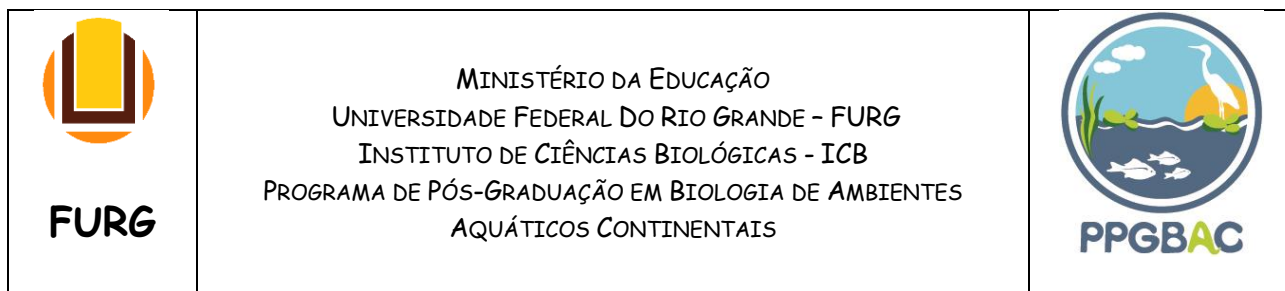 FURG
MINISTÉRIO DA EDUCAÇÃO
UNIVERSIDADE FEDERAL DO RIO GRANDE – FURG
INSTITUTO DE CIÊNCIAS BIOLÓGICAS - ICB
PROGRAMA DE PÓS-GRADUAÇÃO EM BIOLOGIA DE AMBIENTES
AQUÁTICOS CONTINENTAIS
PPGBAC